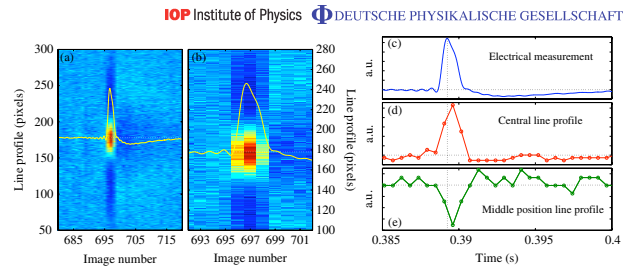 IOP Institute of Physics Φ DEUTSCHE PHYSIKALISCHE GESELLSCHAFT
(a)
Line profile (pixels)
300
250
200
150
100
50
685 695 705 715
Image number
(b)
280
260
240
220
200
180
160
140
120
100
Line profile (pixels)
693 695 697 699 701
Image number
(c)
Electrical measurement
a.u.
(d)
Central line profile
a.u.
(e)
Middle position line profile
a.u.
0.385 0.39 0.395 0.4
Time (s)